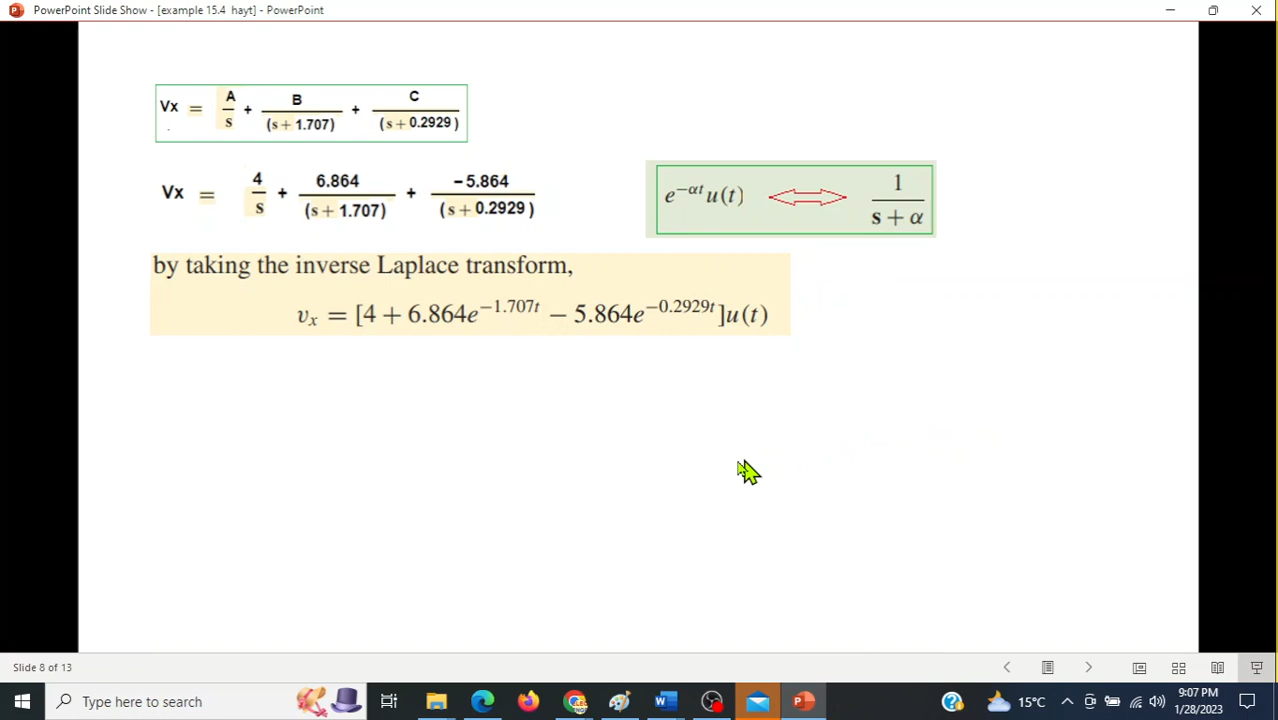 PowerPoint Slide Show - [example 15.4 hayt] - PowerPoint
Vx = A/s + B/(s + 1.707) + C/(s + 0.2929)
Vx = 4/s + 6.864/(s + 1.707) + −5.864/(s + 0.2929)
e^{−αt} u(t) ⟺ 1/(s + α)
by taking the inverse Laplace transform,
v_x = [4 + 6.864e^{−1.707t} − 5.864e^{−0.2929t}]u(t)
Slide 8 of 13
Type here to search
15°C
9:07 PM
1/28/2023